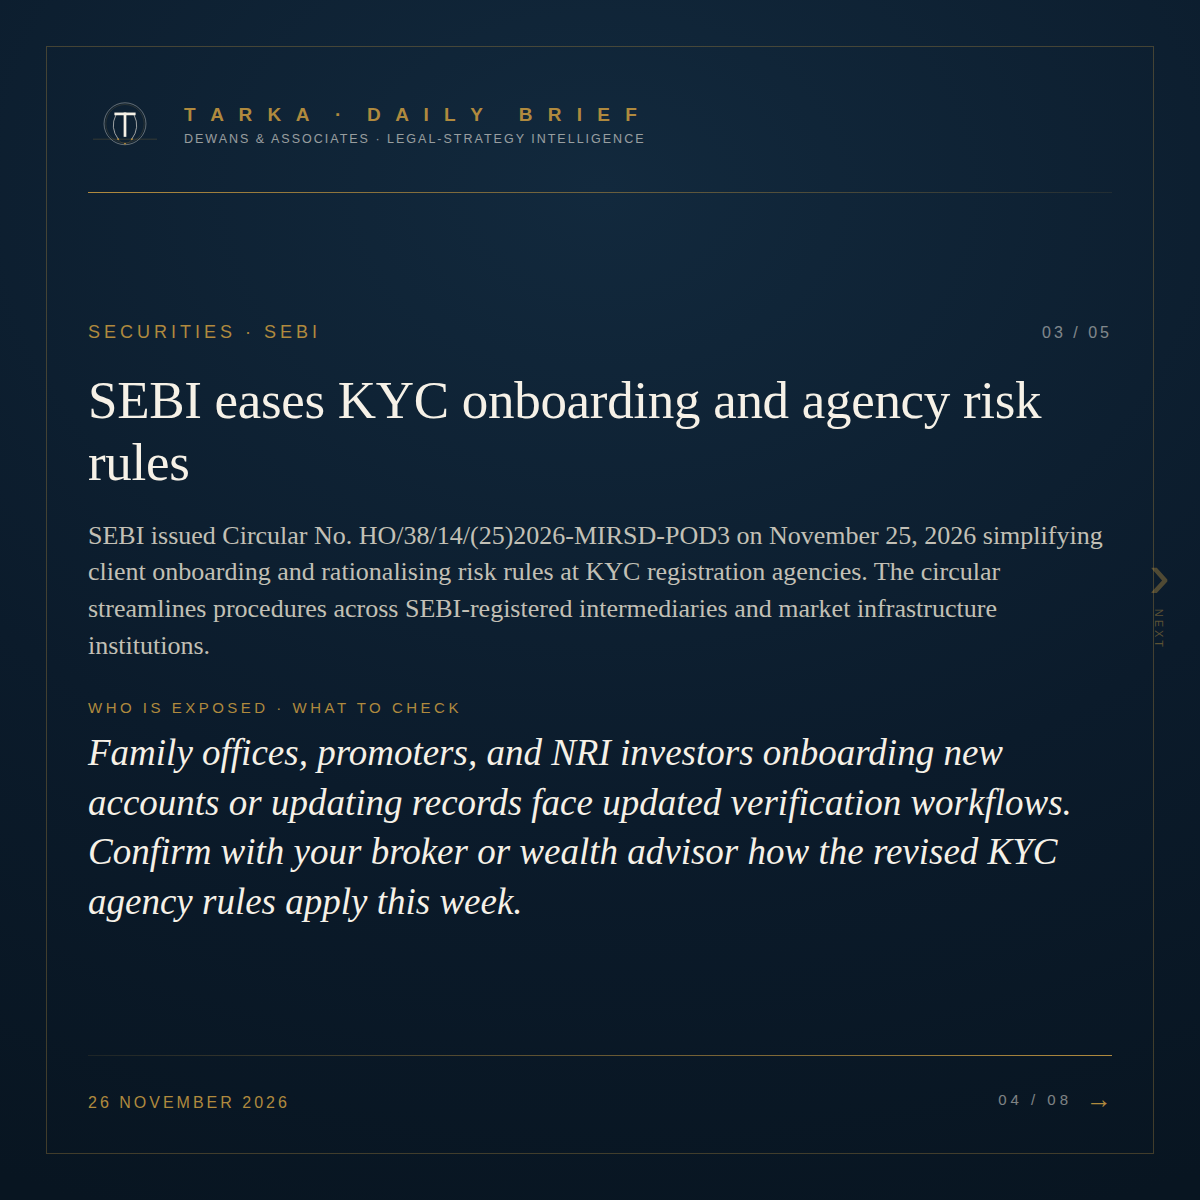 T
TARKA · DAILY BRIEF
DEWANS & ASSOCIATES · LEGAL-STRATEGY INTELLIGENCE
SECURITIES · SEBI
03 / 05
SEBI eases KYC onboarding and agency risk
rules
SEBI issued Circular No. HO/38/14/(25)2026-MIRSD-POD3 on November 25, 2026 simplifying
client onboarding and rationalising risk rules at KYC registration agencies. The circular
streamlines procedures across SEBI-registered intermediaries and market infrastructure
institutions.
NEXT
WHO IS EXPOSED · WHAT TO CHECK
Family offices, promoters, and NRI investors onboarding new
accounts or updating records face updated verification workflows.
Confirm with your broker or wealth advisor how the revised KYC
agency rules apply this week.
26 NOVEMBER 2026
04 / 08 →